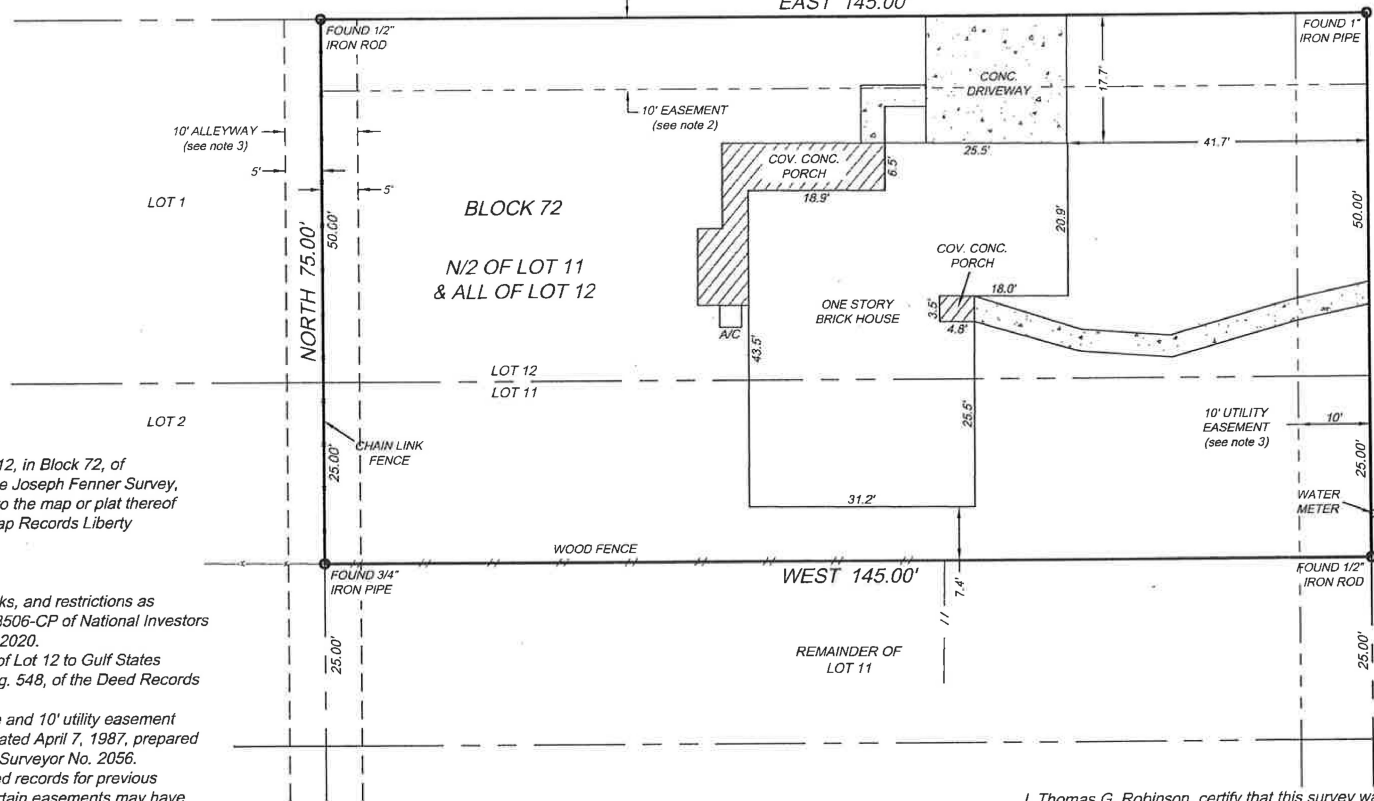 EAST 145.00'
FOUND 1/2"
IRON ROD
FOUND 1"
IRON PIPE
CONC.
DRIVEWAY
17.7'
10' EASEMENT
(see note 2)
10' ALLEYWAY
(see note 3)
5'
5'
LOT 1
COV. CONC.
PORCH
6.5'
25.5'
41.7'
18.9'
BLOCK 72
N/2 OF LOT 11
& ALL OF LOT 12
NORTH 75.00'
50.00'
20.9'
50.00'
COV. CONC.
PORCH
18.0'
3.5'
4.8'
ONE STORY
BRICK HOUSE
A/C
43.5'
LOT 12
LOT 11
LOT 2
CHAIN LINK
FENCE
25.00'
25.5'
10' UTILITY
EASEMENT
(see note 3)
10'
25.00'
31.2'
WATER
METER
12, in Block 72, of
e Joseph Fenner Survey,
o the map or plat thereof
ap Records Liberty
WOOD FENCE
WEST 145.00'
7.4'
FOUND 3/4"
IRON PIPE
FOUND 1/2"
IRON ROD
ks, and restrictions as
3506-CP of National Investors
2020.
of Lot 12 to Gulf States
g. 548, of the Deed Records
25.00'
REMAINDER OF
LOT 11
25.00'
e and 10' utility easement
ated April 7, 1987, prepared
Surveyor No. 2056.
ed records for previous
rtain easements may have
I, Thomas G. Robinson, certify that this survey wa